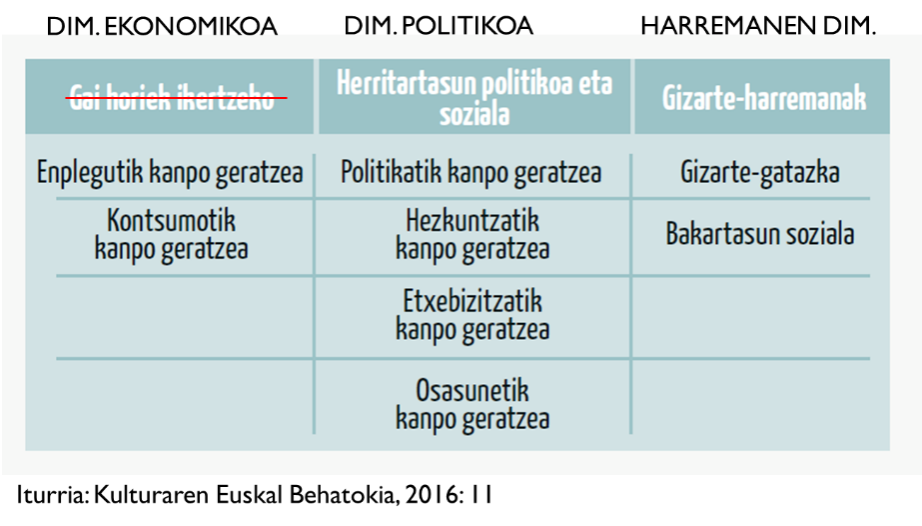 DIM. EKONOMIKOA
DIM. POLITIKOA
HARREMANEN DIM.
Gai horiek ikertzeko
Herritartasun politikoa eta
soziala
Gizarte-harremanak
Enplegutik kanpo geratzea
Politikatik kanpo geratzea
Gizarte-gatazka
Kontsumotik
kanpo geratzea
Hezkuntzatik
kanpo geratzea
Bakartasun soziala
Etxebizitzatik
kanpo geratzea
Osasunetik
kanpo geratzea
Iturria: Kulturaren Euskal Behatokia, 2016: 11